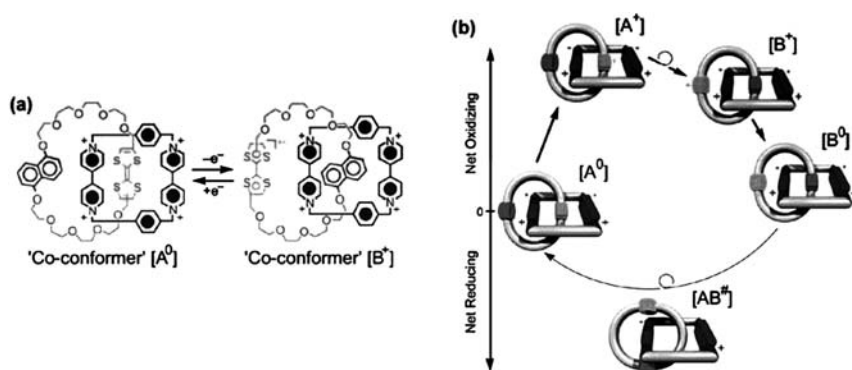 (a)
O O O O
O O
S S
S S
N N
N N
+ +
+ +
–e⁻
+e⁻
'Co-conformer' [A⁰]
'Co-conformer' [B⁺]
(b)
Net Oxidizing
0
Net Reducing
[A⁺]
[B⁺]
[A⁰]
[B⁰]
[AB#]